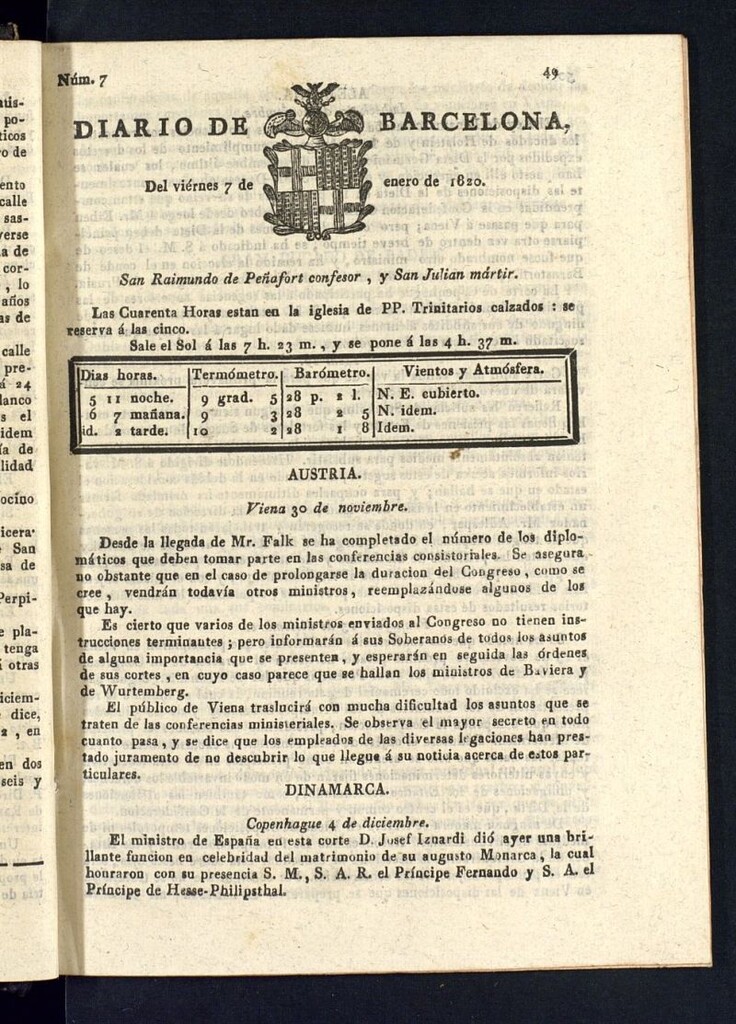 Núm. 7
49
DIARIO DE BARCELONA,
Del viérnes 7 de enero de 1820.
San Raimundo de Peñafort confesor, y San Julian mártir.
Las Cuarenta Horas estan en la iglesia de PP. Trinitarios calzados : se
reserva á las cinco.
Sale el Sol á las 7 h. 23 m., y se pone á las 4 h. 37 m.
Dias horas. Termómetro. Barómetro. Vientos y Atmósfera.
5 11 noche. 9 grad. 5 28 p. 2 l. N. E. cubierto.
6 7 mañana. 9 3 28 2 5 N. idem.
id. 2 tarde. 10 2 28 1 8 Idem.
AUSTRIA.
Viena 30 de noviembre.
Desde la llegada de Mr. Falk se ha completado el número de los diplo-
máticos que deben tomar parte en las conferencias consistoriales. Se asegura
no obstante que en el caso de prolongarse la duracion del Congreso, como se
cree, vendrán todavía otros ministros, reemplazándose algunos de los
que hay.
Es cierto que varios de los ministros enviados al Congreso no tienen ins-
trucciones terminantes ; pero informarán á sus Soberanos de todos los asuntos
de alguna importancia que se presenten, y esperarán en seguida las órdenes
de sus cortes, en cuyo caso parece que se hallan los ministros de Baviera y
de Wurtemberg.
El público de Viena traslucirá con mucha dificultad los asuntos que se
traten de las conferencias ministeriales. Se observa el mayor secreto en todo
cuanto pasa, y se dice que los empleados de las diversas legaciones han pres-
tado juramento de no descubrir lo que llegue á su noticia acerca de estos par-
ticulares.
DINAMARCA.
Copenhague 4 de diciembre.
El ministro de España en esta corte D. Josef Iznardi dió ayer una bri-
llante funcion en celebridad del matrimonio de su augusto Monarca, la cual
honraron con su presencia S. M., S. A. R. el Príncipe Fernando y S. A. el
Príncipe de Hesse-Philipsthal.